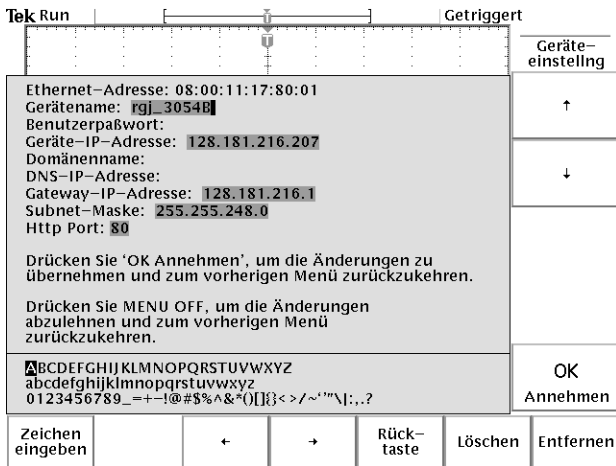 Tek Run
Getriggert
T
T
Geräte–
einstellng
Ethernet–Adresse: 08:00:11:17:80:01
Gerätename: rgj_3054B
Benutzerpaßwort:
Geräte–IP–Adresse: 128.181.216.207
Domänenname:
DNS–IP–Adresse:
Gateway–IP–Adresse: 128.181.216.1
Subnet–Maske: 255.255.248.0
Http Port: 80
Drücken Sie ‘OK Annehmen’, um die Änderungen zu
übernehmen und zum vorherigen Menü zurückzukehren.
Drücken Sie MENU OFF, um die Änderungen
abzulehnen und zum vorherigen Menü
zurückzukehren.
ABCDEFGHIJKLMNOPQRSTUVWXYZ
abcdefghijklmnopqrstuvwxyz
0123456789_=+–!@#$%^&*()[]{}<>/~‘’"\|:,.?
OK
Annehmen
Zeichen
eingeben
←
→
Rück–
taste
Löschen
Entfernen
↑
↓